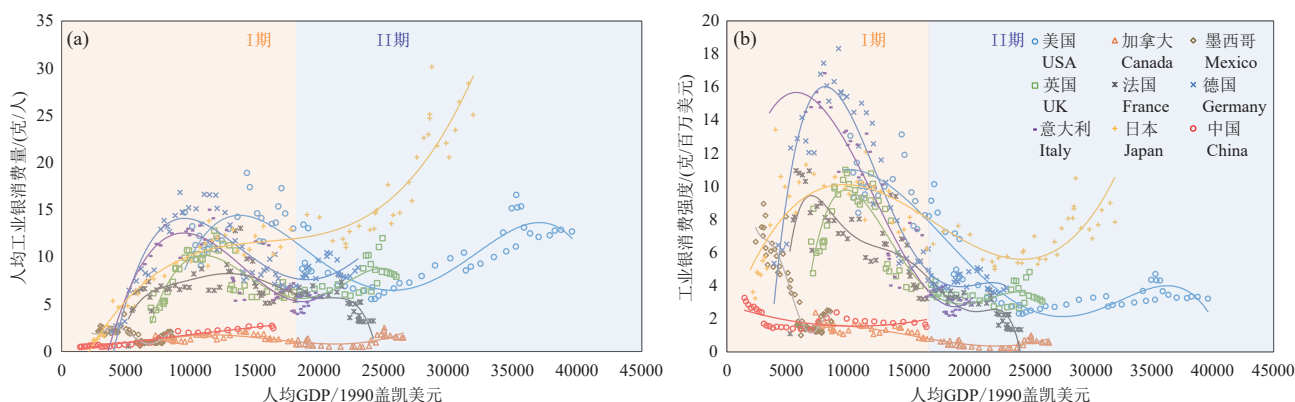 (a)
I期
II期
人均工业银消费量/(克/人)
35
30
25
20
15
10
5
0
0 5000 10000 15000 20000 25000 30000 35000 40000 45000
人均GDP/1990盖凯美元
(b)
I期
II期
工业银消费强度/(克/百万美元)
20
18
16
14
12
10
8
6
4
2
0
0 5000 10000 15000 20000 25000 30000 35000 40000 45000
人均GDP/1990盖凯美元
美国 加拿大 墨西哥
USA Canada Mexico
英国 法国 德国
UK France Germany
意大利 日本 中国
Italy Japan China